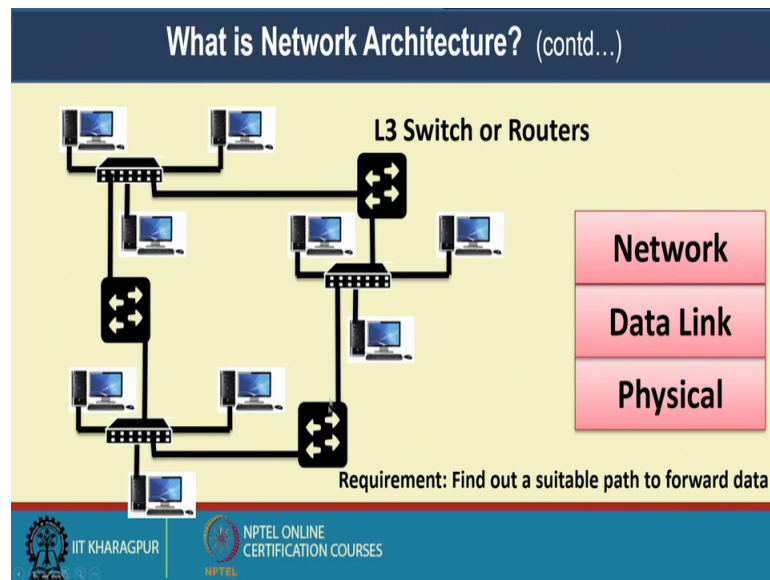 What is Network Architecture? (contd...)
L3 Switch or Routers
Network
Data Link
Physical
Requirement: Find out a suitable path to forward data
IIT KHARAGPUR
NPTEL
NPTEL ONLINE
CERTIFICATION COURSES